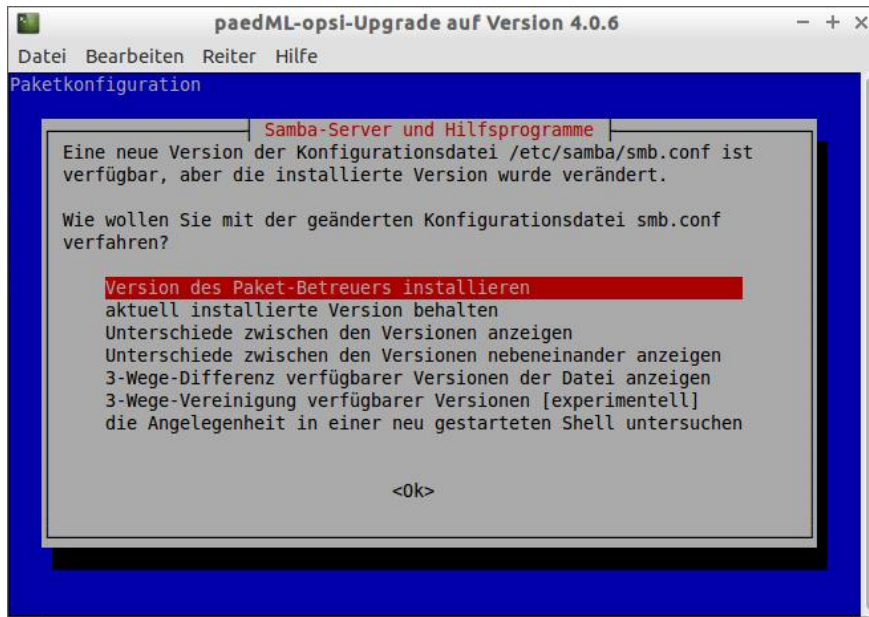 paedML-opsi-Upgrade auf Version 4.0.6
Datei Bearbeiten Reiter Hilfe
Paketkonfiguration
Samba-Server und Hilfsprogramme
Eine neue Version der Konfigurationsdatei /etc/samba/smb.conf ist
verfügbar, aber die installierte Version wurde verändert.
Wie wollen Sie mit der geänderten Konfigurationsdatei smb.conf
verfahren?
Version des Paket-Betreuers installieren
aktuell installierte Version behalten
Unterschiede zwischen den Versionen anzeigen
Unterschiede zwischen den Versionen nebeneinander anzeigen
3-Wege-Differenz verfügbarer Versionen der Datei anzeigen
3-Wege-Vereinigung verfügbarer Versionen [experimentell]
die Angelegenheit in einer neu gestarteten Shell untersuchen
<Ok>